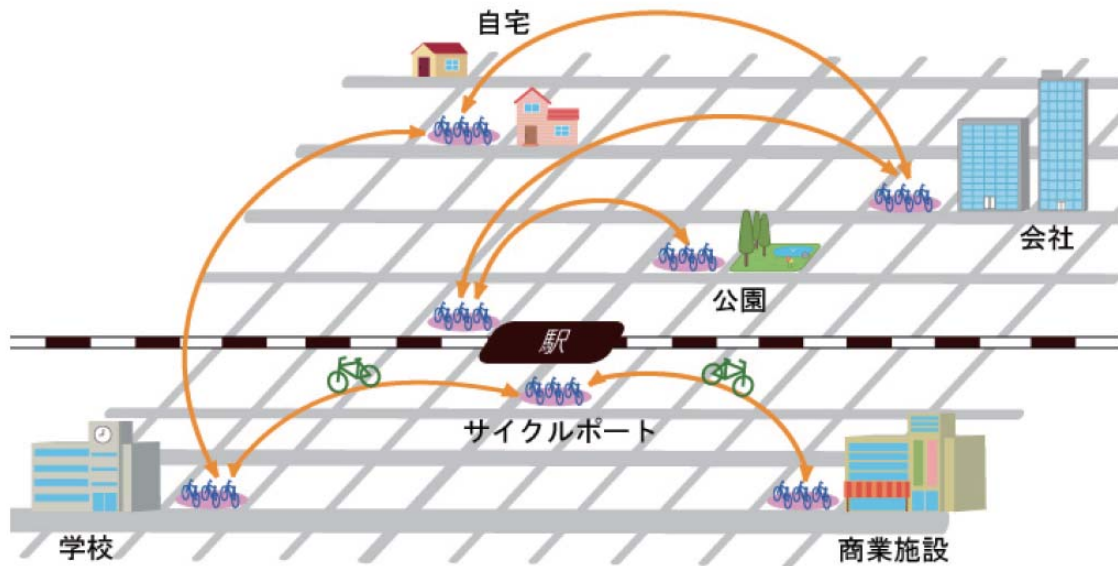 自宅
会社
公園
駅
サイクルポート
学校
商業施設